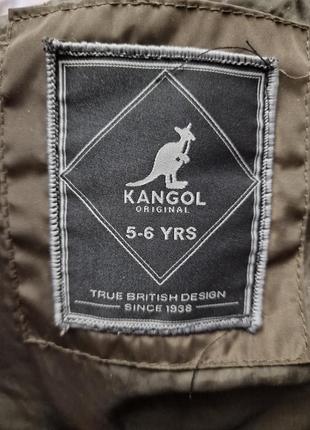 KANGOL
ORIGINAL
5-6 YRS
TRUE BRITISH DESIGN
SINCE 1938